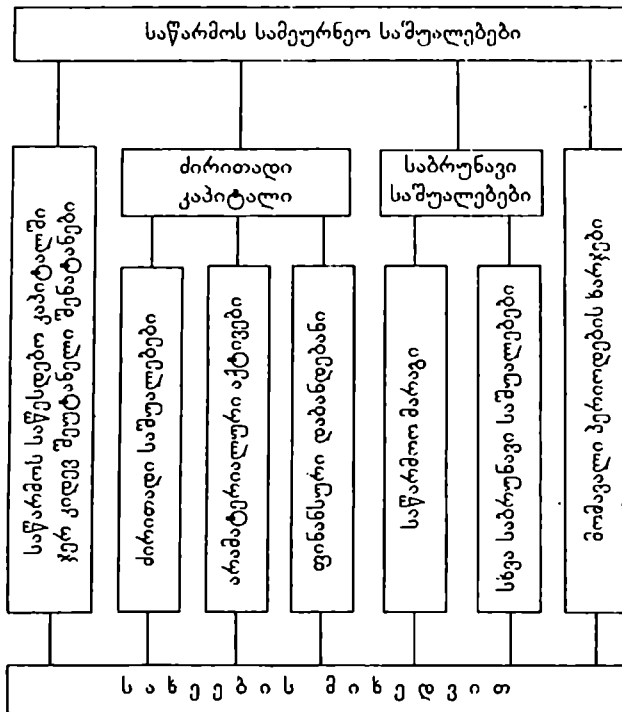 საწარმოს სამეურნეო საშუალებები
ძირითადი
კაპიტალი
საბრუნავი
საშუალებები
საწარმოს საწესდებო კაპიტალში
ჯერ კიდევ შეუტანელი შენატანები
ძირითადი საშუალებები
არამატერიალური აქტივები
ფინანსური დაბანდებანი
საწარმოო მარაგი
სხვა საბრუნავი საშუალებები
მომავალი პერიოდების ხარჯები
სახეების მიხედვით